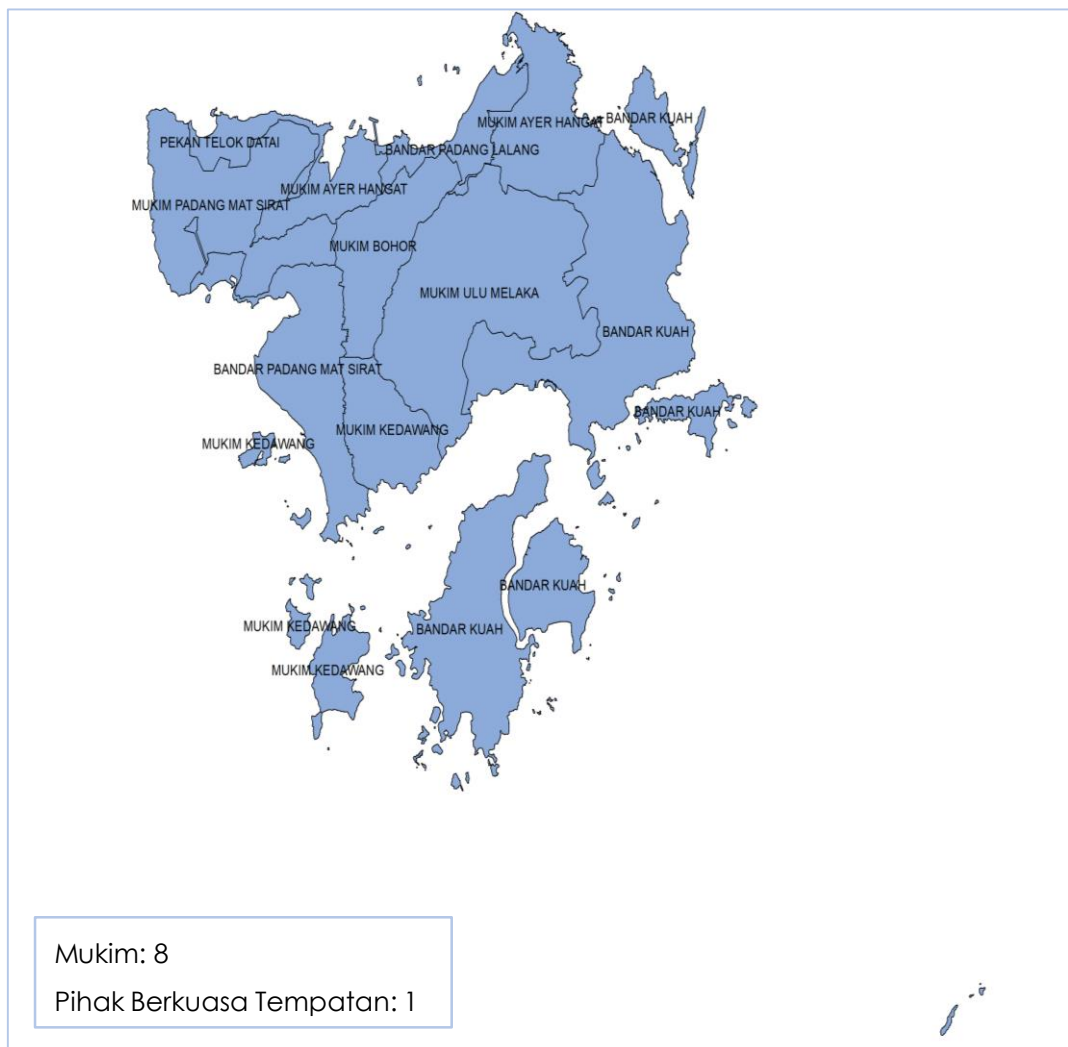 MUKIM AYER HANGAT
BANDAR KUAH
PEKAN TELOK DATAI
BANDAR PADANG LALANG
MUKIM AYER HANGAT
MUKIM PADANG MAT SIRAT
MUKIM BOHOR
MUKIM ULU MELAKA
BANDAR KUAH
BANDAR PADANG MAT SIRAT
BANDAR KUAH
MUKIM KEDAWANG
MUKIM KEDAWANG
BANDAR KUAH
MUKIM KEDAWANG
BANDAR KUAH
MUKIM KEDAWANG
Mukim: 8
Pihak Berkuasa Tempatan: 1